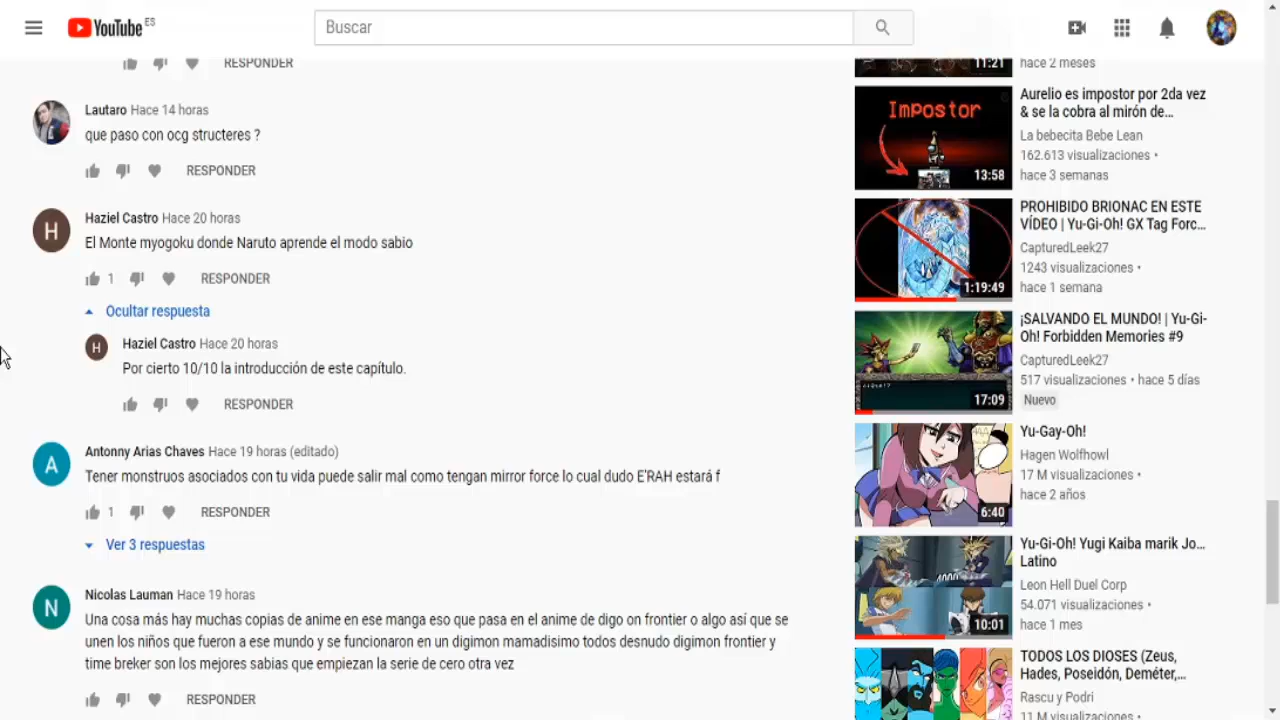 YouTube ES
Buscar
RESPONDER
Lautaro Hace 14 horas
que paso con ocg structeres ?
RESPONDER
Haziel Castro Hace 20 horas
El Monte myogoku donde Naruto aprende el modo sabio
1 RESPONDER
Ocultar respuesta
H
Haziel Castro Hace 20 horas
Por cierto 10/10 la introducción de este capítulo.
RESPONDER
H
A
Antonny Arias Chaves Hace 19 horas (editado)
Tener monstruos asociados con tu vida puede salir mal como tengan mirror force lo cual dudo E'RAH estará f
1 RESPONDER
Ver 3 respuestas
N
Nicolas Lauman Hace 19 horas
Una cosa más hay muchas copias de anime en ese manga eso que pasa en el anime de digo on frontier o algo así que se
unen los niños que fueron a ese mundo y se funcionaron en un digimon mamadisimo todos desnudo digimon frontier y
time breker son los mejores sabias que empiezan la serie de cero otra vez
RESPONDER
11:21
hace 2 meses
Impostor
13:58
Aurelio es impostor por 2da vez
& se la cobra al mirón de...
La bebecita Bebe Lean
162.613 visualizaciones •
hace 3 semanas
1:19:49
PROHIBIDO BRIONAC EN ESTE
VÍDEO | Yu-Gi-Oh! GX Tag Forc...
CapturedLeek27
1243 visualizaciones •
hace 1 semana
17:09
¡SALVANDO EL MUNDO! | Yu-Gi-
Oh! Forbidden Memories #9
CapturedLeek27
517 visualizaciones • hace 5 días
Nuevo
6:40
Yu-Gay-Oh!
Hagen Wolfhowl
17 M visualizaciones •
hace 2 años
10:01
Yu-Gi-Oh! Yugi Kaiba marik Jo...
Latino
Leon Hell Duel Corp
54.071 visualizaciones •
hace 1 mes
TODOS LOS DIOSES (Zeus,
Hades, Poseidón, Deméter,...
Rascu y Podri
11 M visualizaciones •